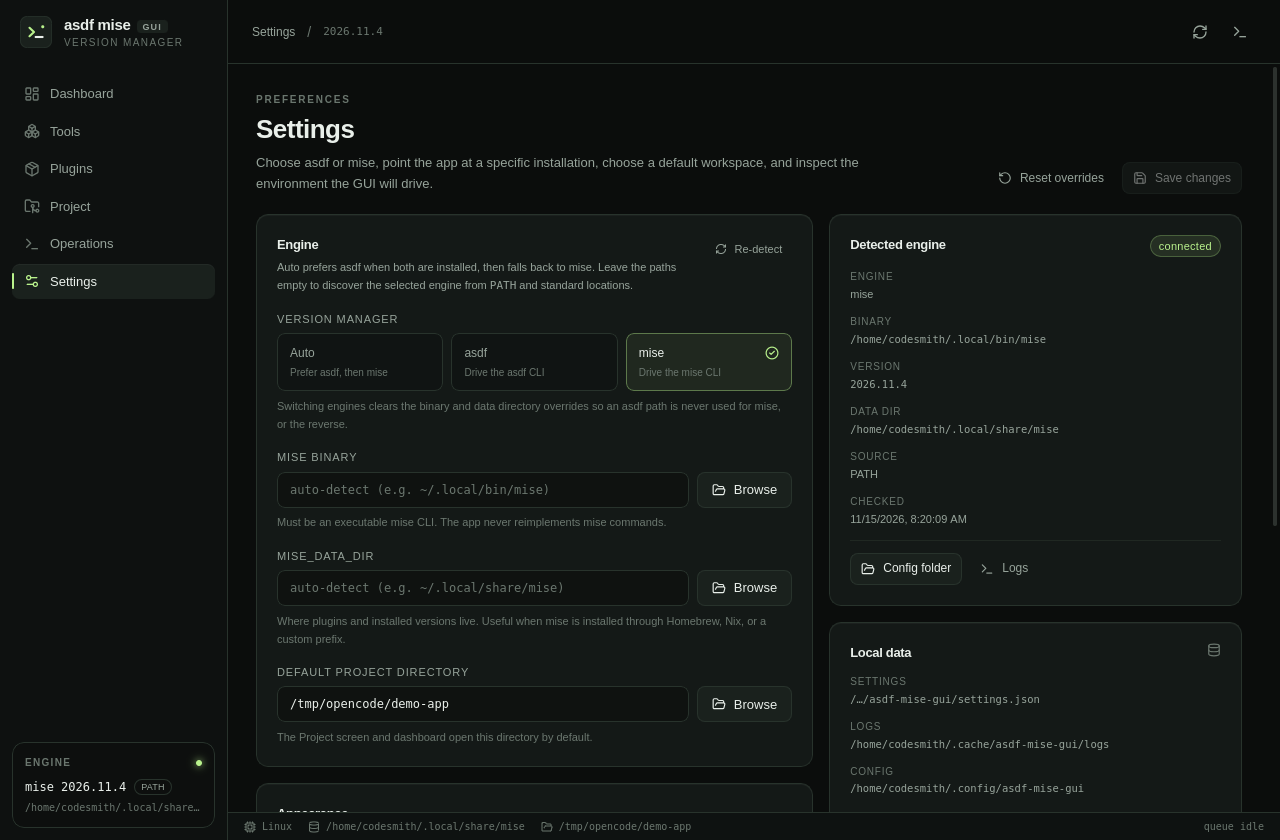 asdf mise GUI
VERSION MANAGER
Dashboard
Tools
Plugins
Project
Operations
Settings
ENGINE
mise 2026.11.4 PATH
/home/codesmith/.local/share…
Settings / 2026.11.4
PREFERENCES
Settings
Choose asdf or mise, point the app at a specific installation, choose a default workspace, and inspect the
environment the GUI will drive.
Reset overrides
Save changes
Engine
Re-detect
Auto prefers asdf when both are installed, then falls back to mise. Leave the paths
empty to discover the selected engine from PATH and standard locations.
VERSION MANAGER
Auto
Prefer asdf, then mise
asdf
Drive the asdf CLI
mise
Drive the mise CLI
Switching engines clears the binary and data directory overrides so an asdf path is never used for mise,
or the reverse.
MISE BINARY
auto-detect (e.g. ~/.local/bin/mise)
Browse
Must be an executable mise CLI. The app never reimplements mise commands.
MISE_DATA_DIR
auto-detect (e.g. ~/.local/share/mise)
Browse
Where plugins and installed versions live. Useful when mise is installed through Homebrew, Nix, or a
custom prefix.
DEFAULT PROJECT DIRECTORY
/tmp/opencode/demo-app
Browse
The Project screen and dashboard open this directory by default.
Appearance
Detected engine
connected
ENGINE
mise
BINARY
/home/codesmith/.local/bin/mise
VERSION
2026.11.4
DATA DIR
/home/codesmith/.local/share/mise
SOURCE
PATH
CHECKED
11/15/2026, 8:20:09 AM
Config folder
Logs
Local data
SETTINGS
/…/asdf-mise-gui/settings.json
LOGS
/home/codesmith/.cache/asdf-mise-gui/logs
CONFIG
/home/codesmith/.config/asdf-mise-gui
Linux
/home/codesmith/.local/share/mise
/tmp/opencode/demo-app
queue idle